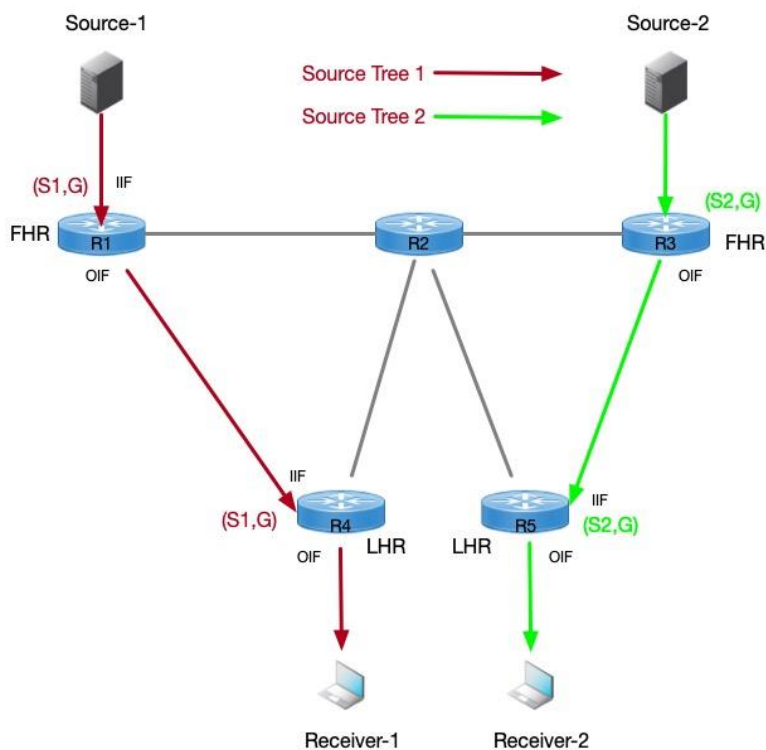 Source-1
Source-2
Source Tree 1
Source Tree 2
(S1,G)
IIF
(S2,G)
FHR
R1
R2
R3
FHR
OIF
OIF
IIF
IIF
(S1,G)
R4
R5
(S2,G)
OIF
LHR
LHR
OIF
Receiver-1
Receiver-2